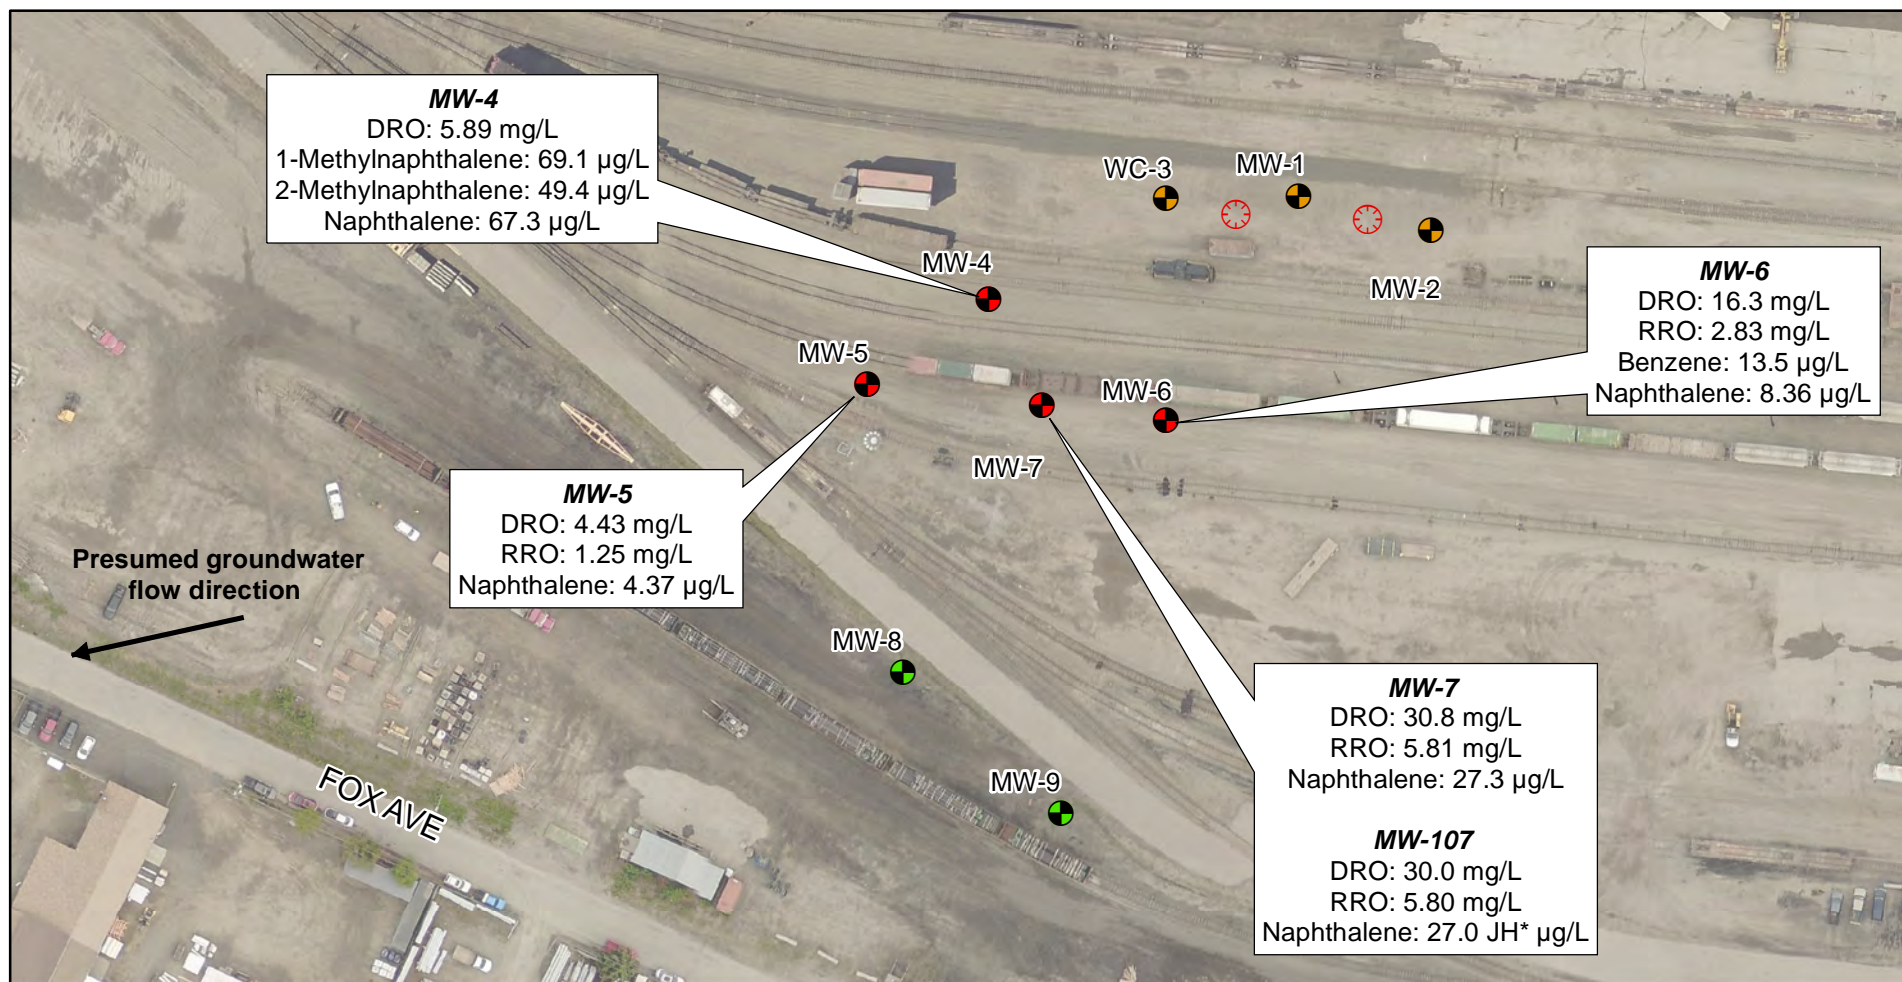 MW-4
DRO: 5.89 mg/L
1-Methylnaphthalene: 69.1 µg/L
2-Methylnaphthalene: 49.4 µg/L
Naphthalene: 67.3 µg/L
WC-3
MW-1
MW-4
MW-2
MW-6
DRO: 16.3 mg/L
RRO: 2.83 mg/L
Benzene: 13.5 µg/L
Naphthalene: 8.36 µg/L
MW-5
MW-6
MW-7
MW-5
DRO: 4.43 mg/L
RRO: 1.25 mg/L
Naphthalene: 4.37 µg/L
Presumed groundwater
flow direction
MW-8
MW-7
DRO: 30.8 mg/L
RRO: 5.81 mg/L
Naphthalene: 27.3 µg/L
MW-107
DRO: 30.0 mg/L
RRO: 5.80 mg/L
Naphthalene: 27.0 JH* µg/L
MW-9
FOX AVE